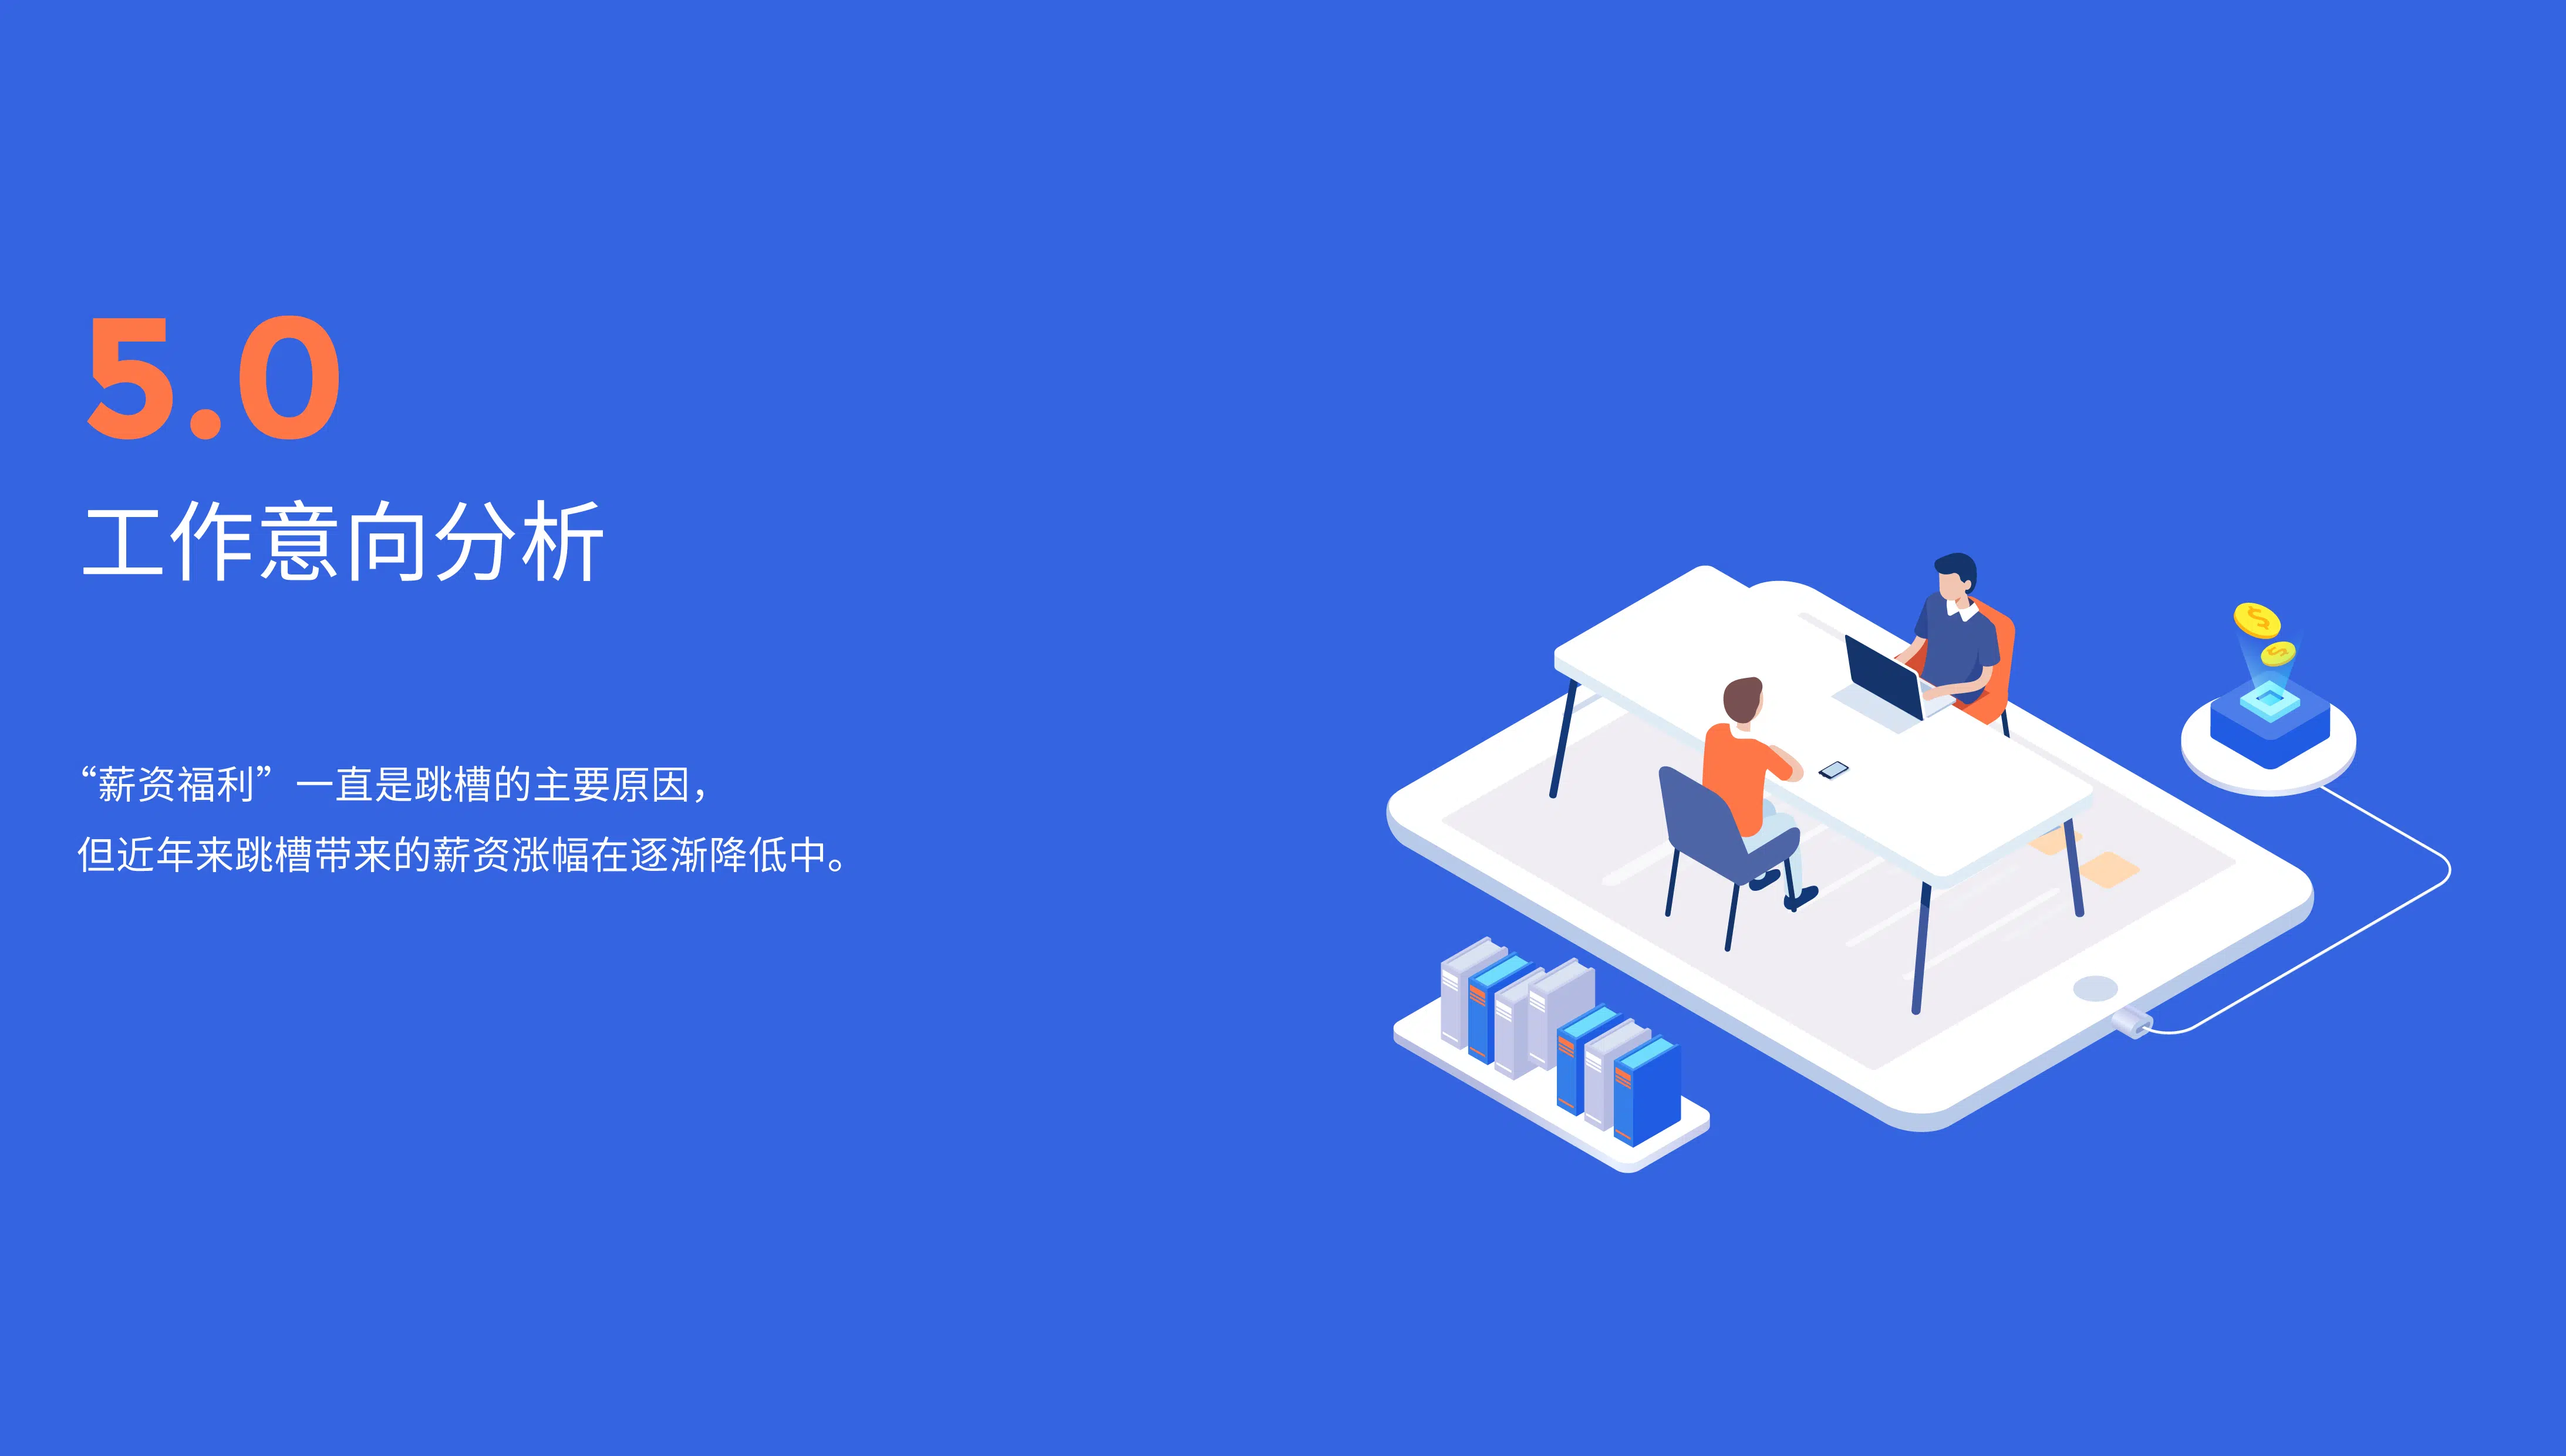 5.0
工作意向分析
“薪资福利”一直是跳槽的主要原因，
但近年来跳槽带来的薪资涨幅在逐渐降低中。